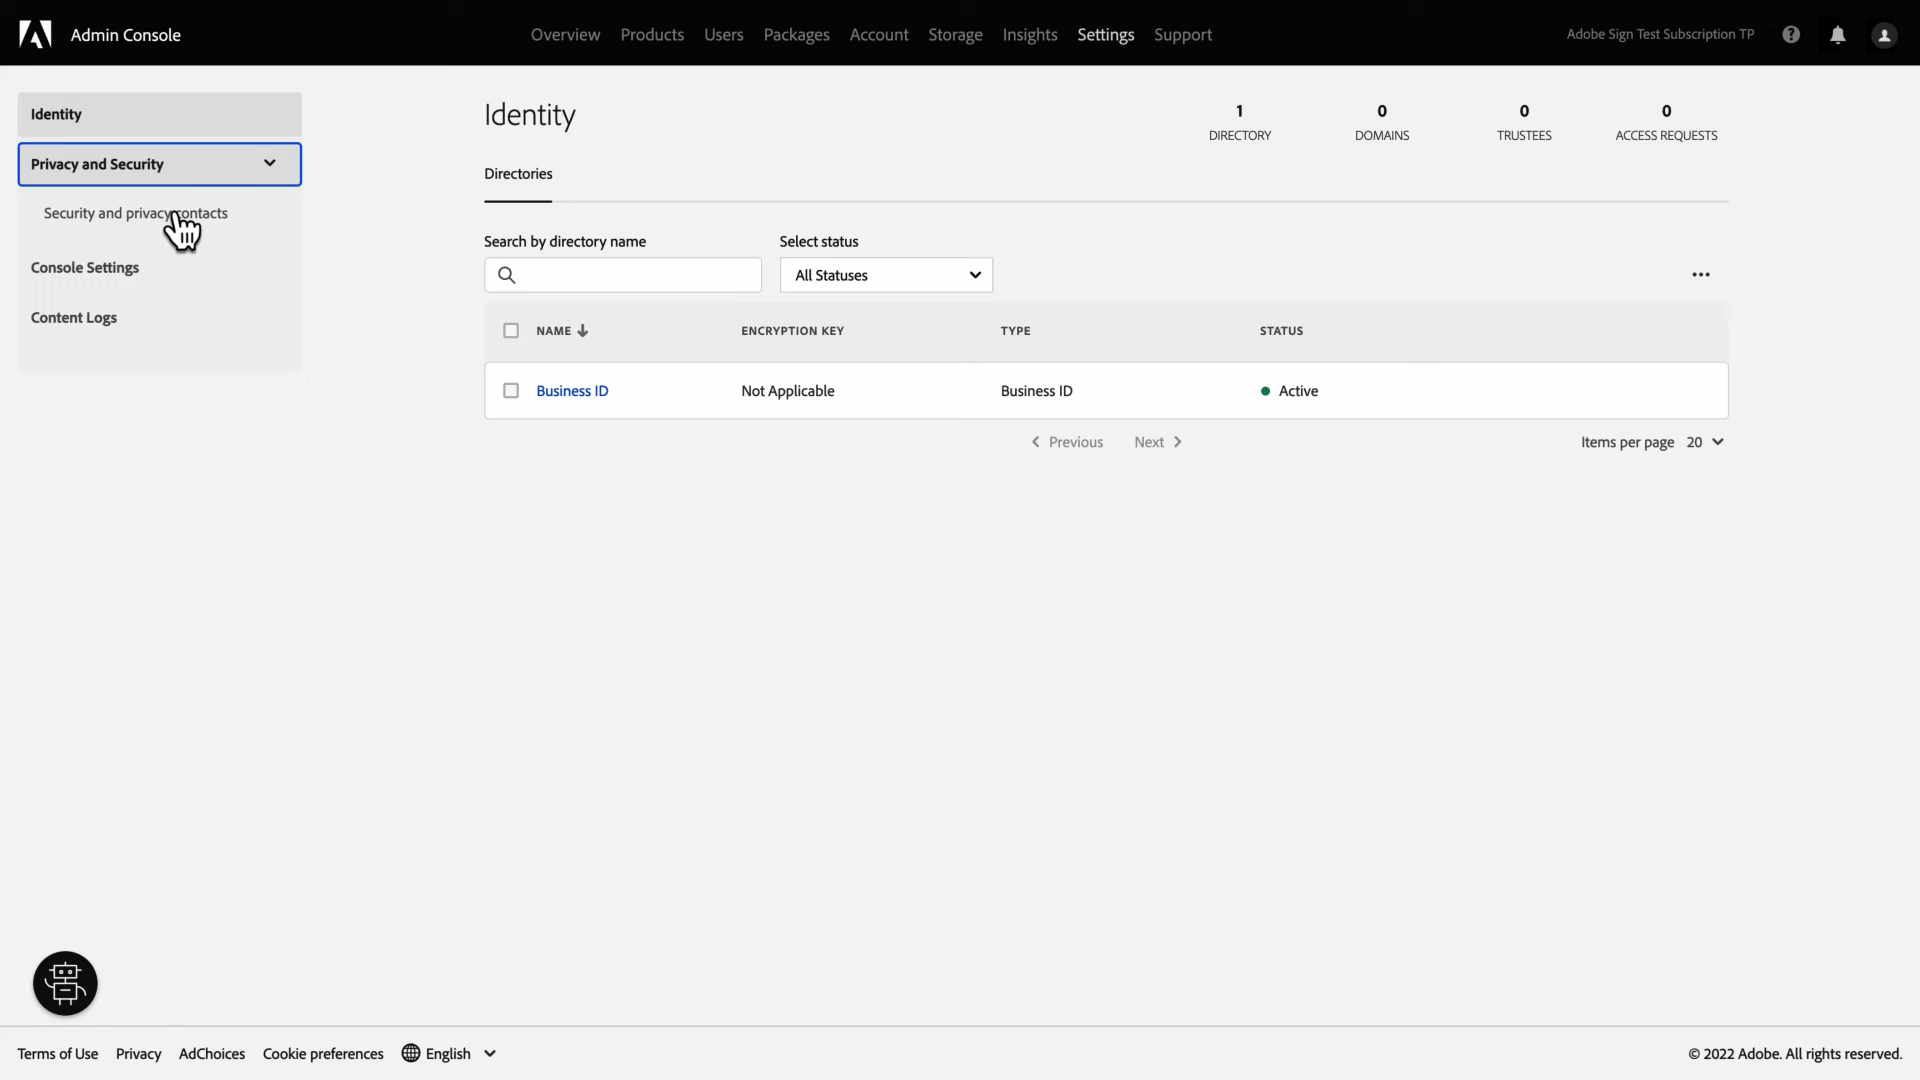 Admin Console
Overview Products Users Packages Account Storage Insights Settings Support
Adobe Sign Test Subscription TP
Identity
Privacy and Security
Security and privacy contacts
Console Settings
Content Logs
Identity
1 DIRECTORY
0 DOMAINS
0 TRUSTEES
0 ACCESS REQUESTS
Directories
Search by directory name
Select status
All Statuses
NAME ENCRYPTION KEY TYPE STATUS
Business ID Not Applicable Business ID Active
Previous Next
Items per page 20
Terms of Use Privacy AdChoices Cookie preferences English
© 2022 Adobe. All rights reserved.